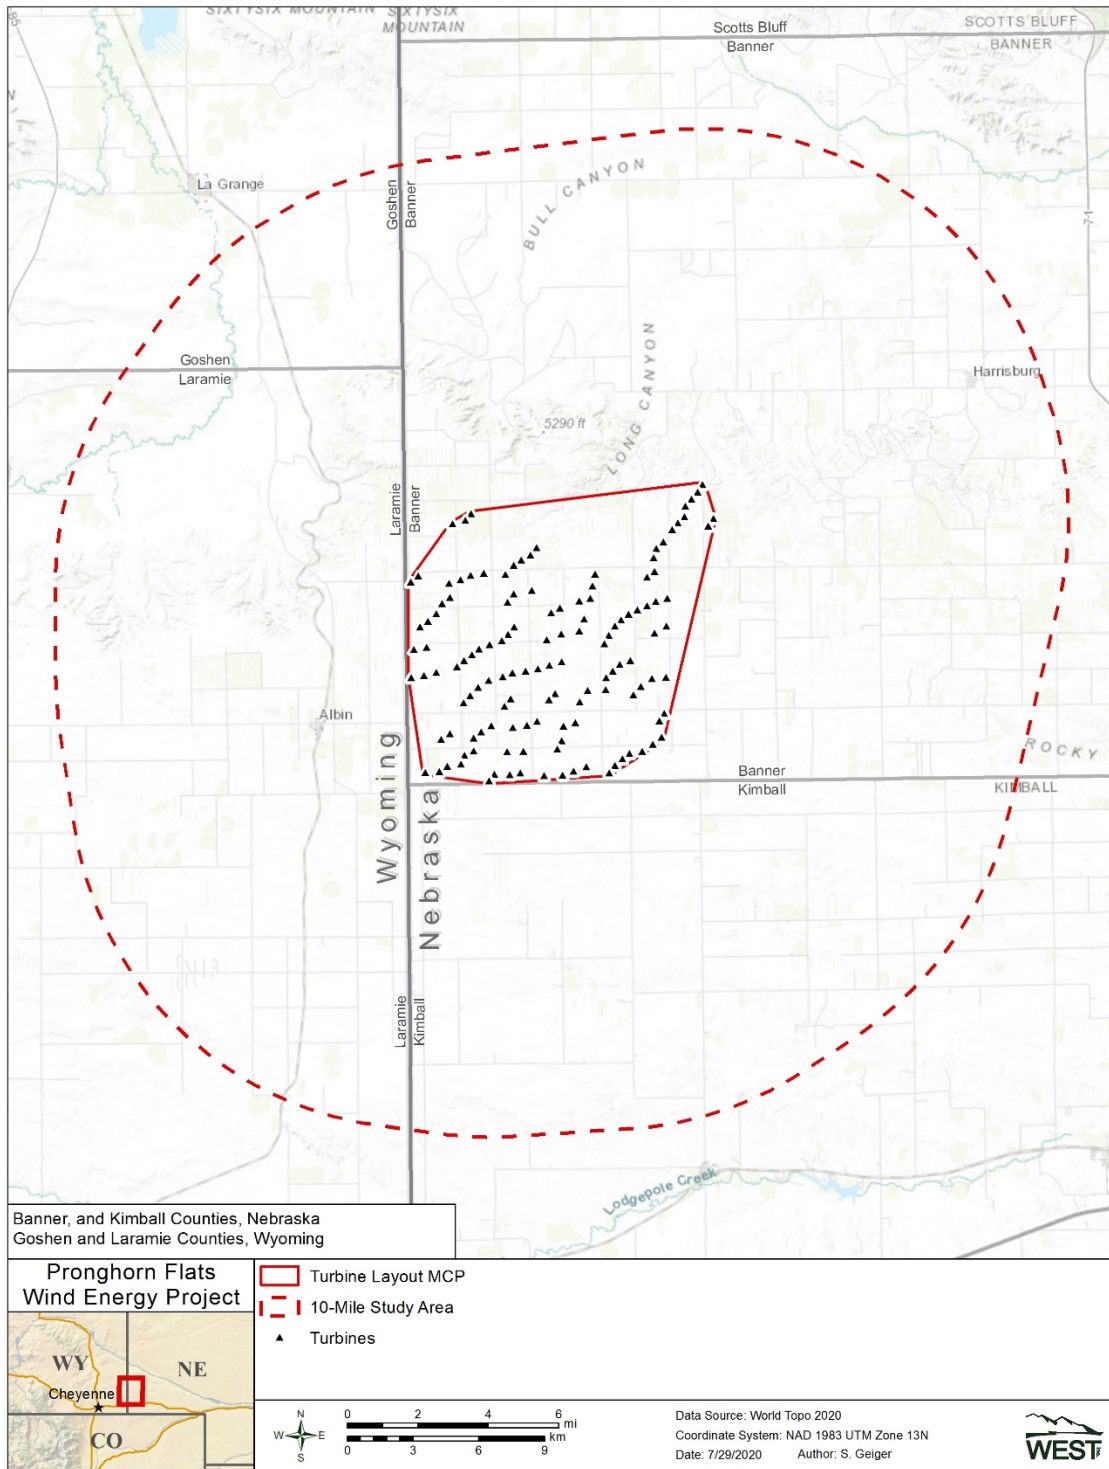 SIXTYSIX MOUNTAIN
SIXTYSIX
MOUNTAIN
85
Scotts Bluff
Banner
SCOTTS BLUFF
BANNER
La Grange
Goshen
Banner
BULL CANYON
71
Goshen
Laramie
Harrisburg
5290 ft
LONG CANYON
Laramie
Banner
Albin
Wyoming
Nebraska
Banner
Kimball
ROCKY
KIMBALL
Laramie
Kimball
Lodgepole Creek
Banner, and Kimball Counties, Nebraska
Goshen and Laramie Counties, Wyoming
Pronghorn Flats
Wind Energy Project
WY
NE
Cheyenne
CO
Turbine Layout MCP
10-Mile Study Area
Turbines
N
W E
S
0 2 4 6
mi
km
0 3 6 9
Data Source: World Topo 2020
Coordinate System: NAD 1983 UTM Zone 13N
Date: 7/29/2020 Author: S. Geiger
WEST